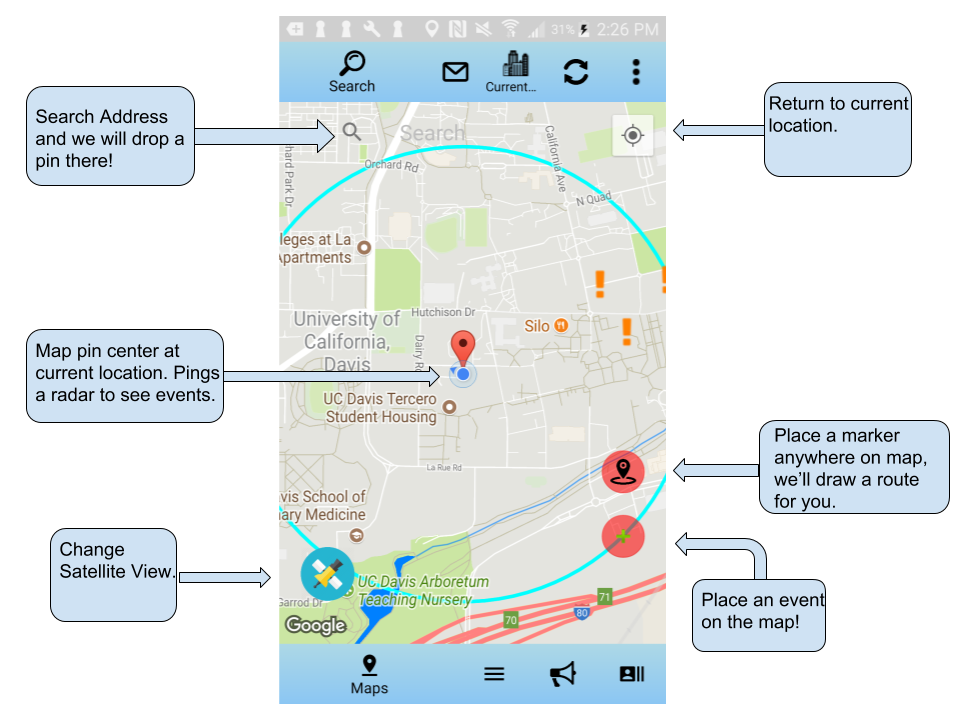 31% 2:26 PM
Search
Current...
Search Address
and we will drop a
pin there!
Search
Return to current
location.
Orchard Rd
hard Park Dr
California Ave
N Quad
leges at La
Apartments
Hutchison Dr
University of
California,
Davis
Silo
Dairy Rd
Map pin center at
current location. Pings
a radar to see events.
UC Davis Tercero
Student Housing
La Rue Rd
Place a marker
anywhere on map,
we'll draw a route
for you.
vis School of
ary Medicine
Change
Satellite View.
UC Davis Arboretum
Teaching Nursery
Garrod Dr
Google
70
80
71
Place an event
on the map!
Maps